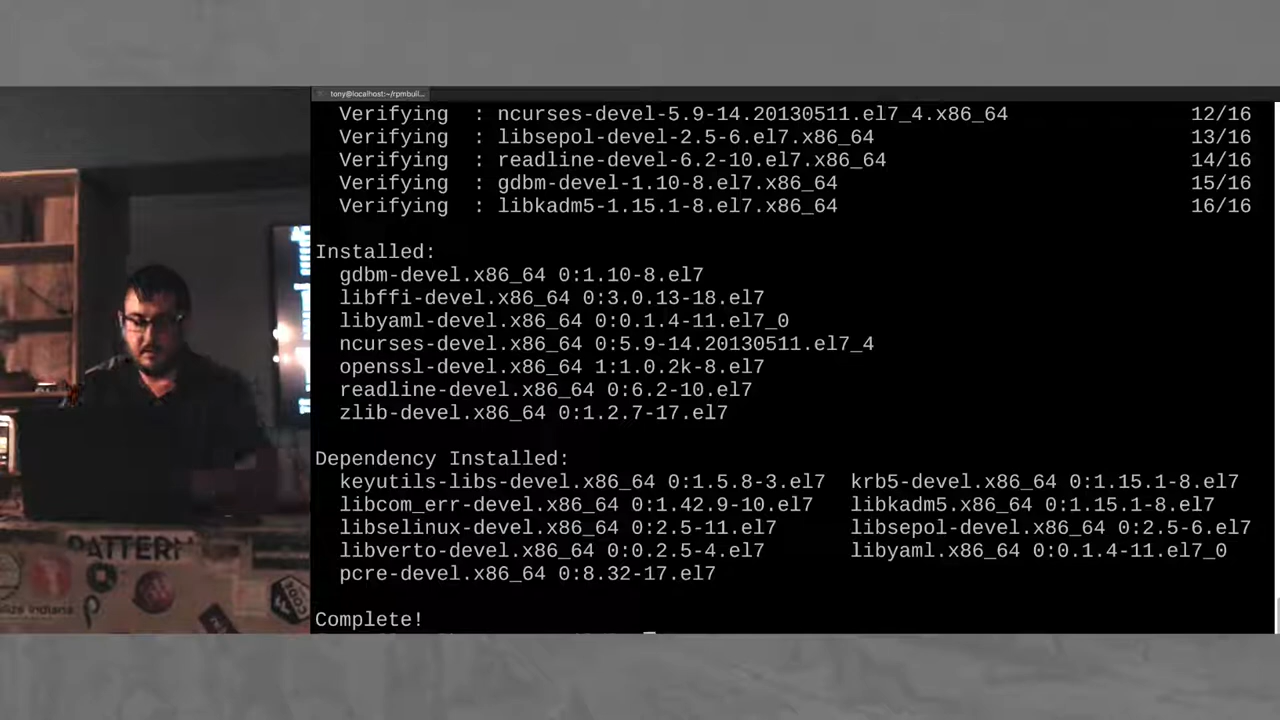 tony@localhost:~/rpmbuil...
Verifying : ncurses-devel-5.9-14.20130511.el7_4.x86_64 12/16
Verifying : libsepol-devel-2.5-6.el7.x86_64 13/16
Verifying : readline-devel-6.2-10.el7.x86_64 14/16
Verifying : gdbm-devel-1.10-8.el7.x86_64 15/16
Verifying : libkadm5-1.15.1-8.el7.x86_64 16/16
Installed:
gdbm-devel.x86_64 0:1.10-8.el7
libffi-devel.x86_64 0:3.0.13-18.el7
libyaml-devel.x86_64 0:0.1.4-11.el7_0
ncurses-devel.x86_64 0:5.9-14.20130511.el7_4
openssl-devel.x86_64 1:1.0.2k-8.el7
readline-devel.x86_64 0:6.2-10.el7
zlib-devel.x86_64 0:1.2.7-17.el7
Dependency Installed:
keyutils-libs-devel.x86_64 0:1.5.8-3.el7 krb5-devel.x86_64 0:1.15.1-8.el7
libcom_err-devel.x86_64 0:1.42.9-10.el7 libkadm5.x86_64 0:1.15.1-8.el7
libselinux-devel.x86_64 0:2.5-11.el7 libsepol-devel.x86_64 0:2.5-6.el7
libverto-devel.x86_64 0:0.2.5-4.el7 libyaml.x86_64 0:0.1.4-11.el7_0
pcre-devel.x86_64 0:8.32-17.el7
Complete!
PATTERN
Indiana
CODE